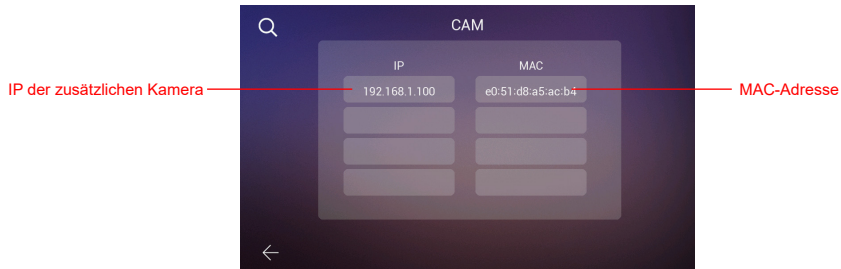 CAM
IP MAC
IP der zusätzlichen Kamera 192.168.1.100 e0:51:d8:a5:ac:b4 MAC-Adresse